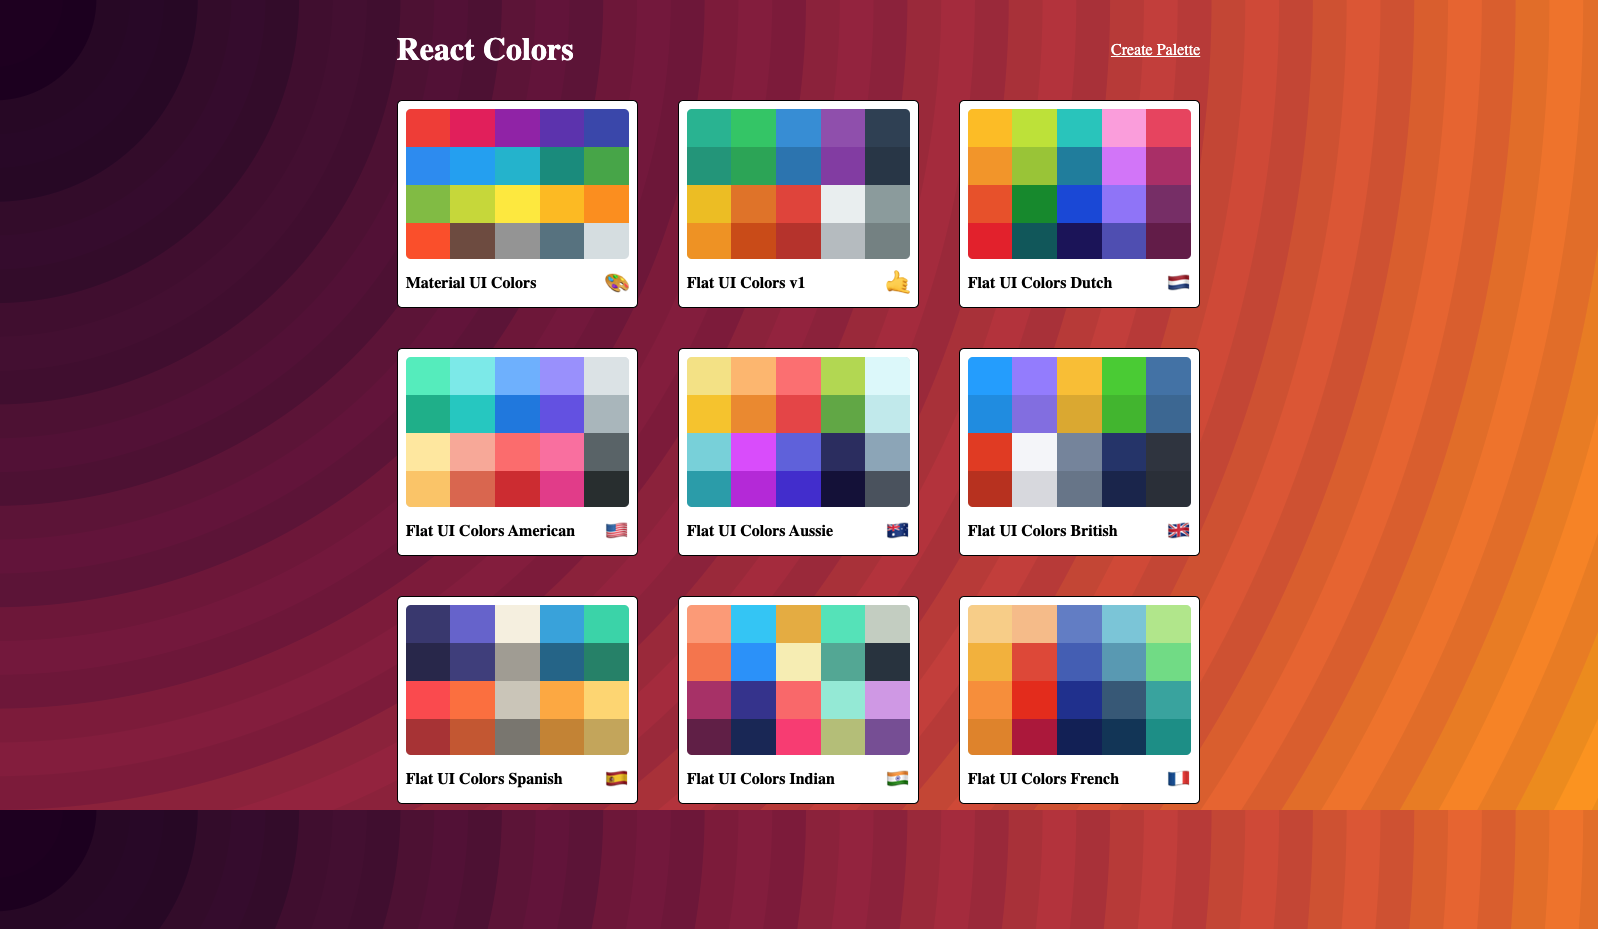 React Colors
Create Palette
Material UI Colors
Flat UI Colors v1
Flat UI Colors Dutch
Flat UI Colors American
Flat UI Colors Aussie
Flat UI Colors British
Flat UI Colors Spanish
Flat UI Colors Indian
Flat UI Colors French